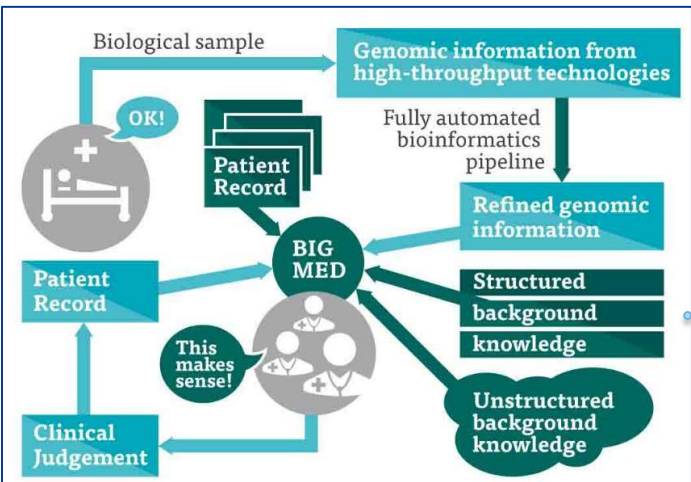 Biological sample
Genomic information from
high-throughput technologies
OK!
Fully automated
bioinformatics
pipeline
Patient
Record
Refined genomic
information
BIG
MED
Patient
Record
Structured
background
knowledge
This
makes
sense!
Unstructured
background
knowledge
Clinical
Judgement